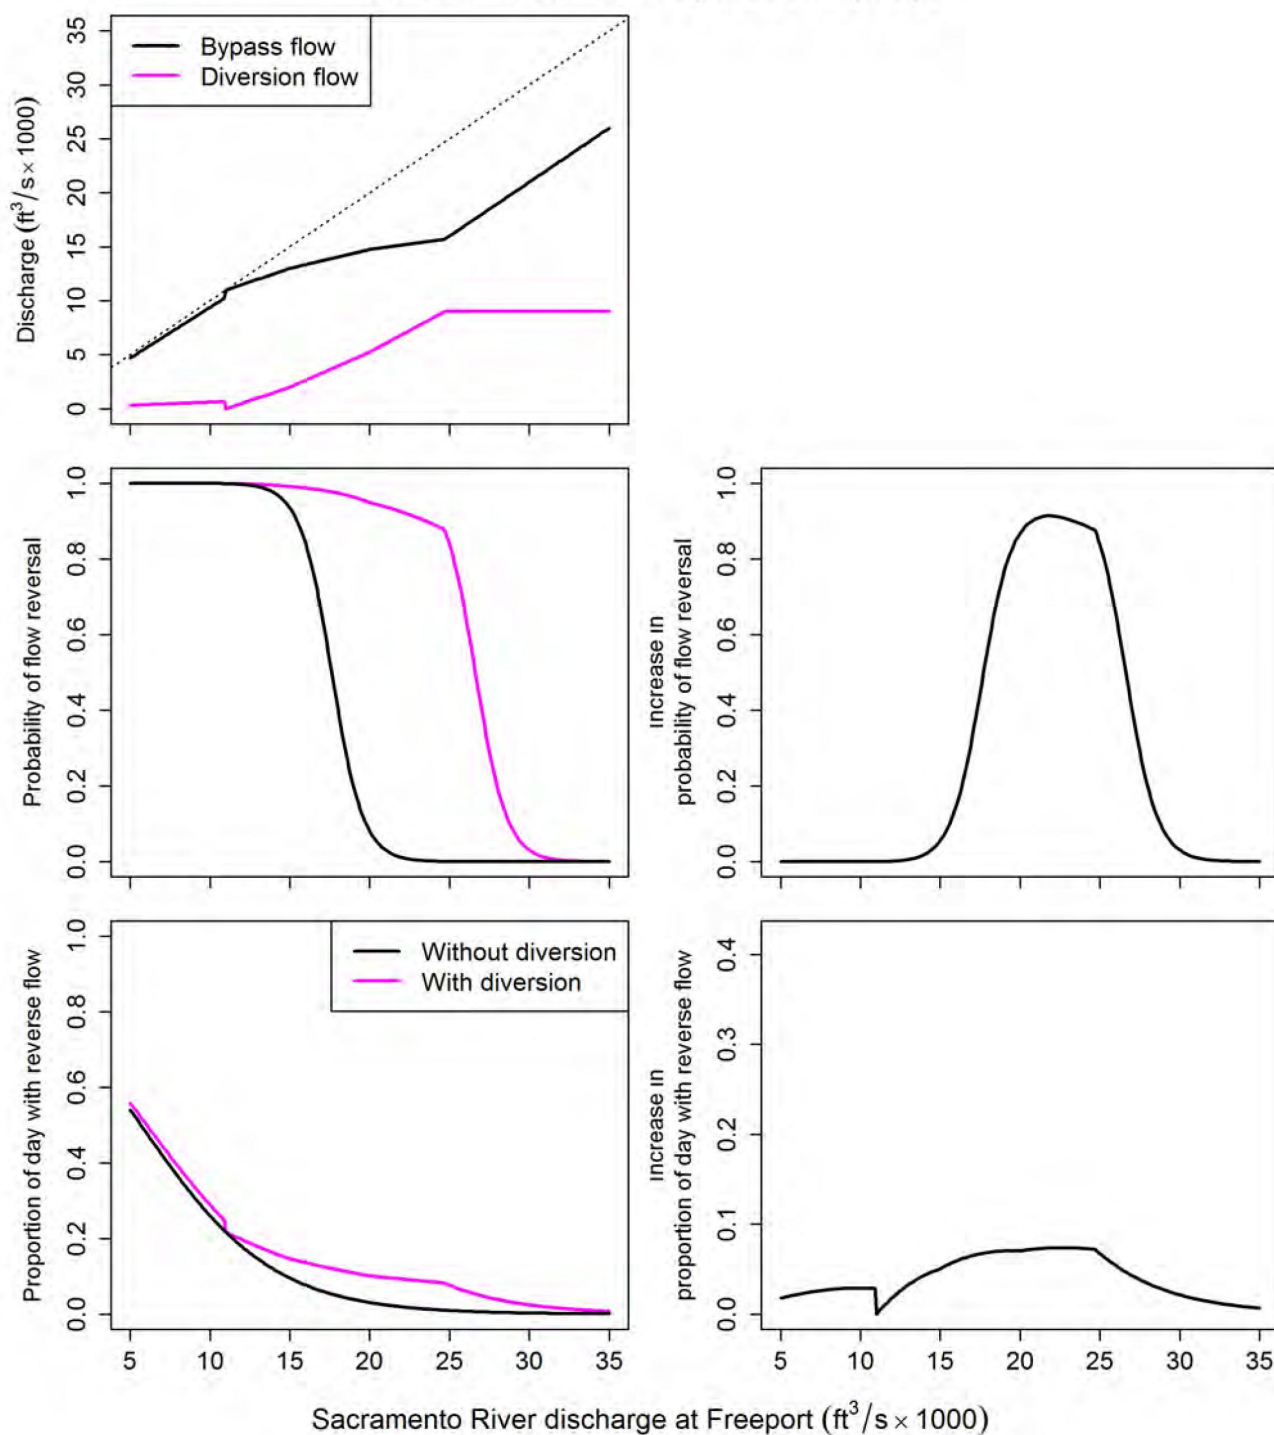 Bypass flow
Diversion flow
Discharge (ft³/s × 1000)
35
30
25
20
15
10
5
0
Probability of flow reversal
1.0
0.8
0.6
0.4
0.2
0.0
Increase in
probability of flow reversal
1.0
0.8
0.6
0.4
0.2
0.0
Without diversion
With diversion
Proportion of day with reverse flow
1.0
0.8
0.6
0.4
0.2
0.0
5 10 15 20 25 30 35
Increase in
proportion of day with reverse flow
0.4
0.3
0.2
0.1
0.0
5 10 15 20 25 30 35
Sacramento River discharge at Freeport (ft³/s × 1000)